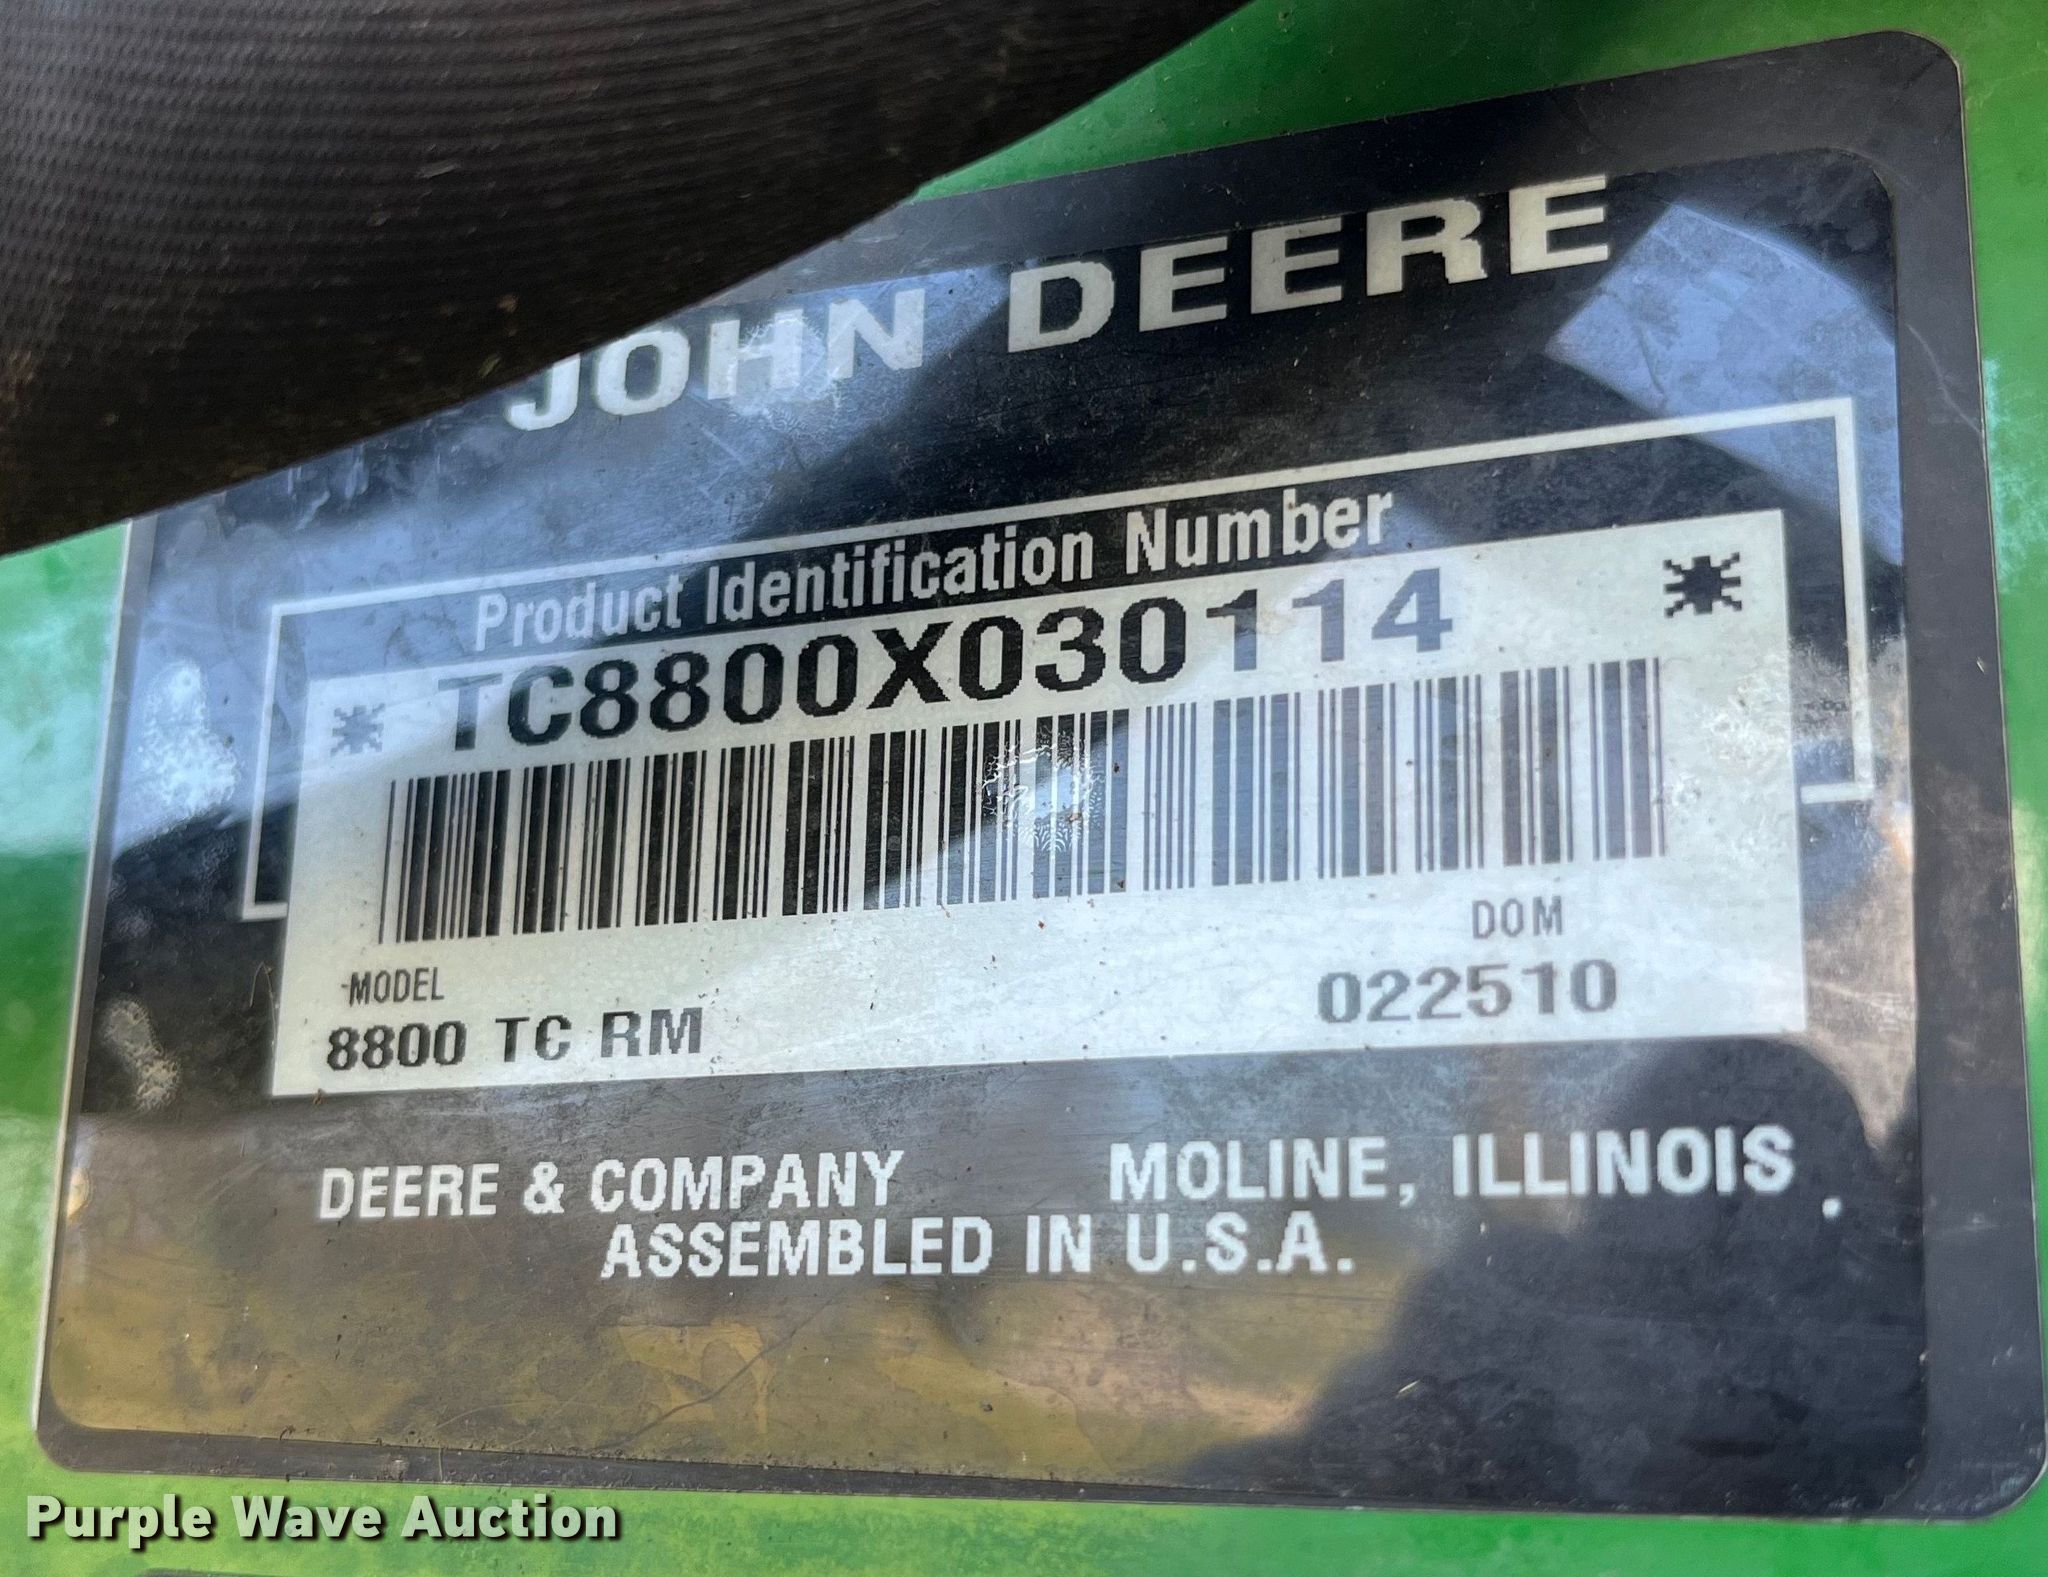 JOHN DEERE
Product Identification Number
* TC8800X030114 *
MODEL
DOM
8800 TC RM
022510
DEERE & COMPANY MOLINE, ILLINOIS
ASSEMBLED IN U.S.A.
Purple Wave Auction